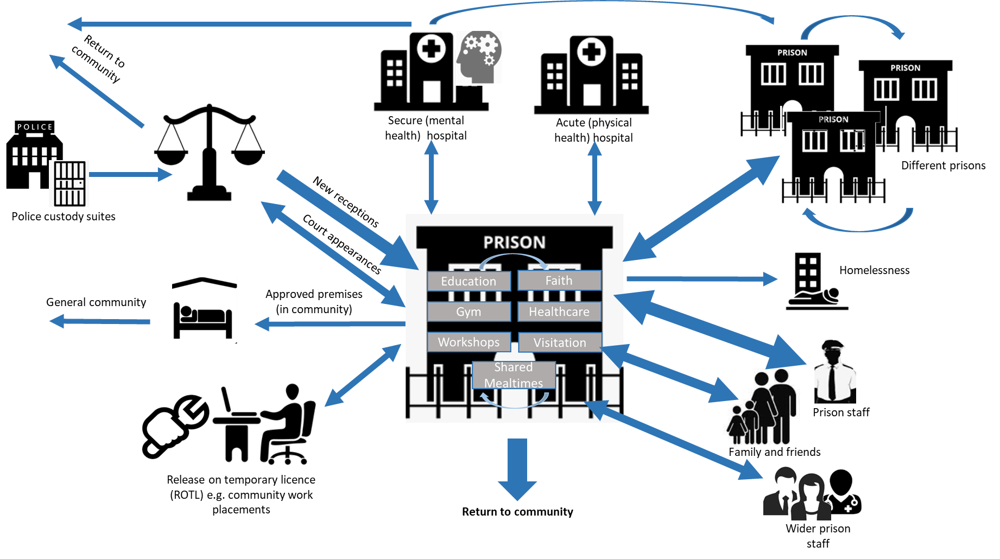 Return to
community
POLICE
Police custody suites
New receptions
Court appearances
Secure (mental
health) hospital
Acute (physical
health) hospital
PRISON
PRISON
PRISON
Different prisons
PRISON
Education
Faith
Gym
Healthcare
Workshops
Visitation
Shared
Mealtimes
General community
Approved premises
(in community)
Homelessness
Prison staff
Family and friends
Wider prison
staff
Release on temporary licence
(ROTL) e.g. community work
placements
Return to community